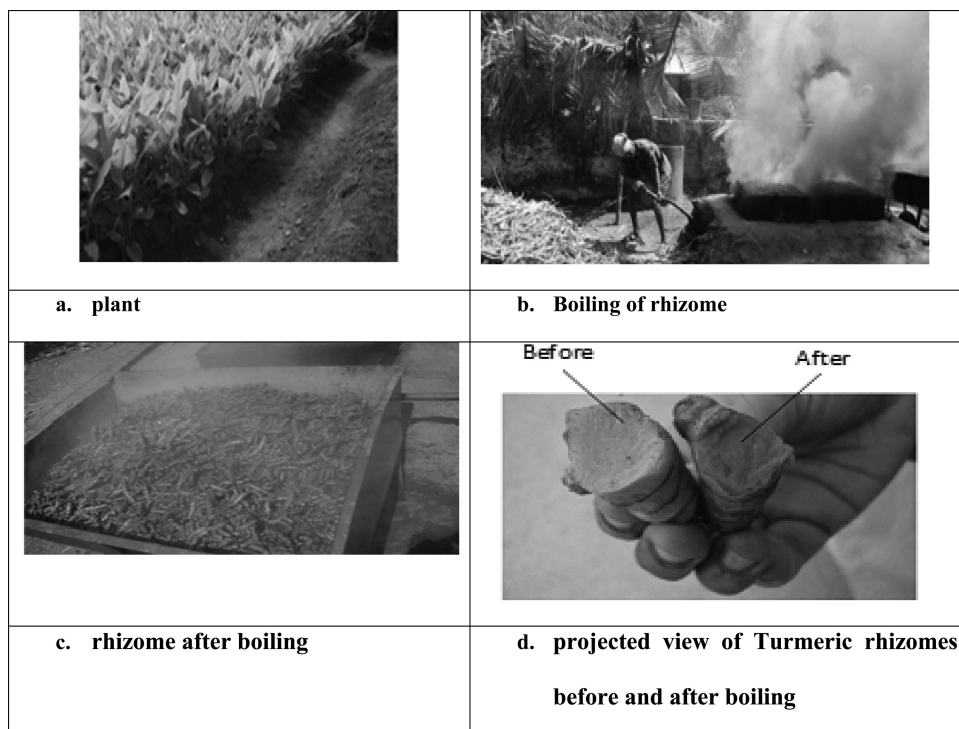 a. plant
b. Boiling of rhizome
Before
After
c. rhizome after boiling
d. projected view of Turmeric rhizomes
before and after boiling